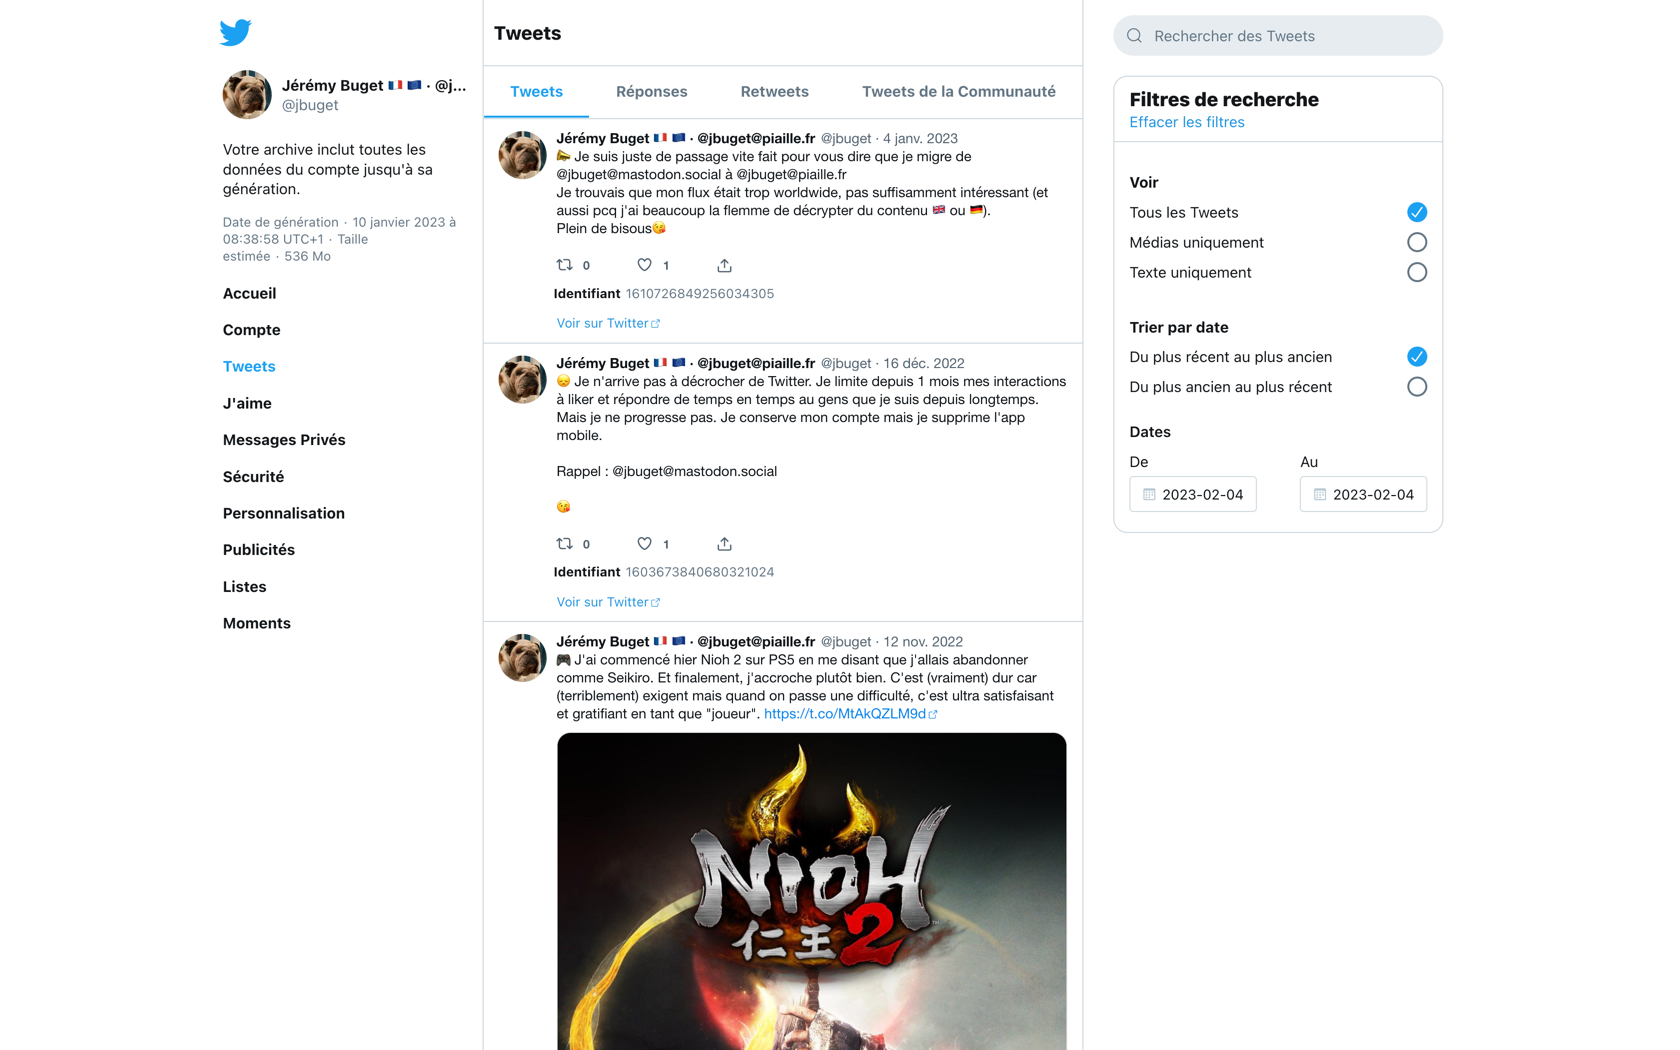 Jérémy Buget 🇫🇷 🇪🇺 · @j...
@jbuget
Votre archive inclut toutes les
données du compte jusqu'à sa
génération.
Date de génération · 10 janvier 2023 à
08:38:58 UTC+1 · Taille
estimée · 536 Mo
Accueil
Compte
Tweets
J'aime
Messages Privés
Sécurité
Personnalisation
Publicités
Listes
Moments
Tweets
Tweets Réponses Retweets Tweets de la Communauté
Jérémy Buget 🇫🇷 🇪🇺 · @jbuget@piaille.fr @jbuget · 4 janv. 2023
📣 Je suis juste de passage vite fait pour vous dire que je migre de
@jbuget@mastodon.social à @jbuget@piaille.fr
Je trouvais que mon flux était trop worldwide, pas suffisamment intéressant (et
aussi pcq j'ai beaucoup la flemme de décrypter du contenu 🇬🇧 ou 🇩🇪).
Plein de bisous😘
0 1
Identifiant 1610726849256034305
Voir sur Twitter
Jérémy Buget 🇫🇷 🇪🇺 · @jbuget@piaille.fr @jbuget · 16 déc. 2022
😔 Je n'arrive pas à décrocher de Twitter. Je limite depuis 1 mois mes interactions
à liker et répondre de temps en temps au gens que je suis depuis longtemps.
Mais je ne progresse pas. Je conserve mon compte mais je supprime l'app
mobile.
Rappel : @jbuget@mastodon.social
😘
0 1
Identifiant 1603673840680321024
Voir sur Twitter
Jérémy Buget 🇫🇷 🇪🇺 · @jbuget@piaille.fr @jbuget · 12 nov. 2022
🎮 J'ai commencé hier Nioh 2 sur PS5 en me disant que j'allais abandonner
comme Seikiro. Et finalement, j'accroche plutôt bien. C'est (vraiment) dur car
(terriblement) exigent mais quand on passe une difficulté, c'est ultra satisfaisant
et gratifiant en tant que "joueur". https://t.co/MtAkQZLM9d
NIOH
仁王2
TM
Rechercher des Tweets
Filtres de recherche
Effacer les filtres
Voir
Tous les Tweets
Médias uniquement
Texte uniquement
Trier par date
Du plus récent au plus ancien
Du plus ancien au plus récent
Dates
De Au
2023-02-04 2023-02-04